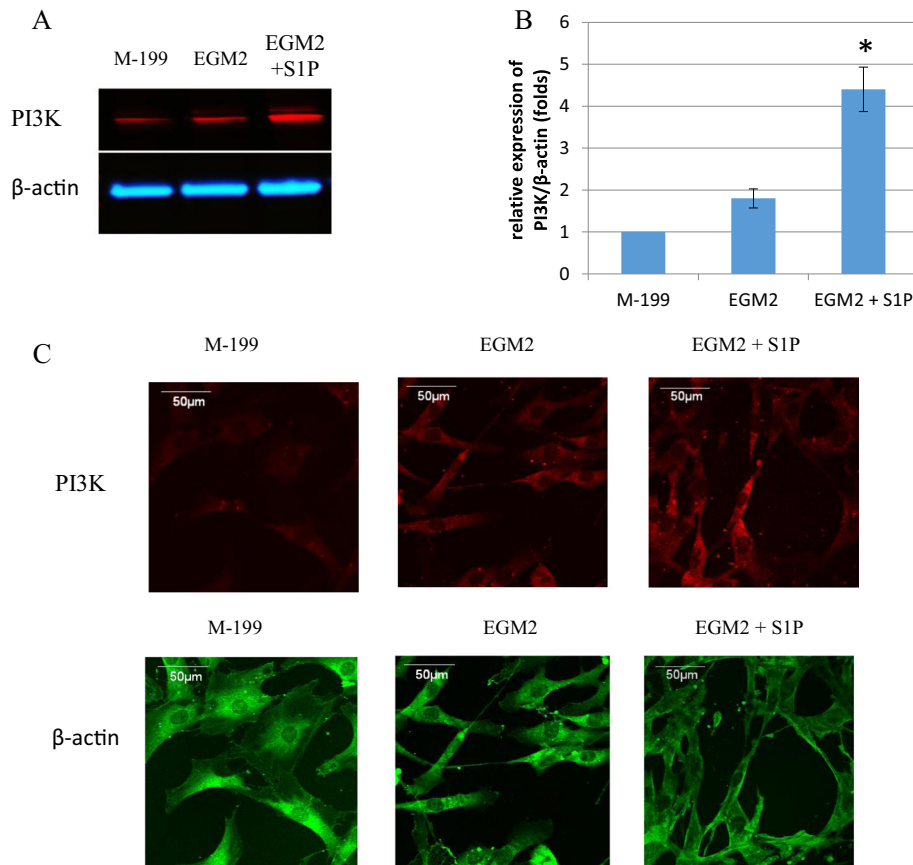 A
M-199 EGM2 EGM2
+S1P
PI3K
β-actin
B
relative expression of
PI3K/β-actin (folds)
6
5
4
3
2
1
0
*
M-199 EGM2 EGM2 + S1P
C
M-199 EGM2 EGM2 + S1P
50μm 50μm 50μm
PI3K
M-199 EGM2 EGM2 + S1P
50μm 50μm 50μm
β-actin